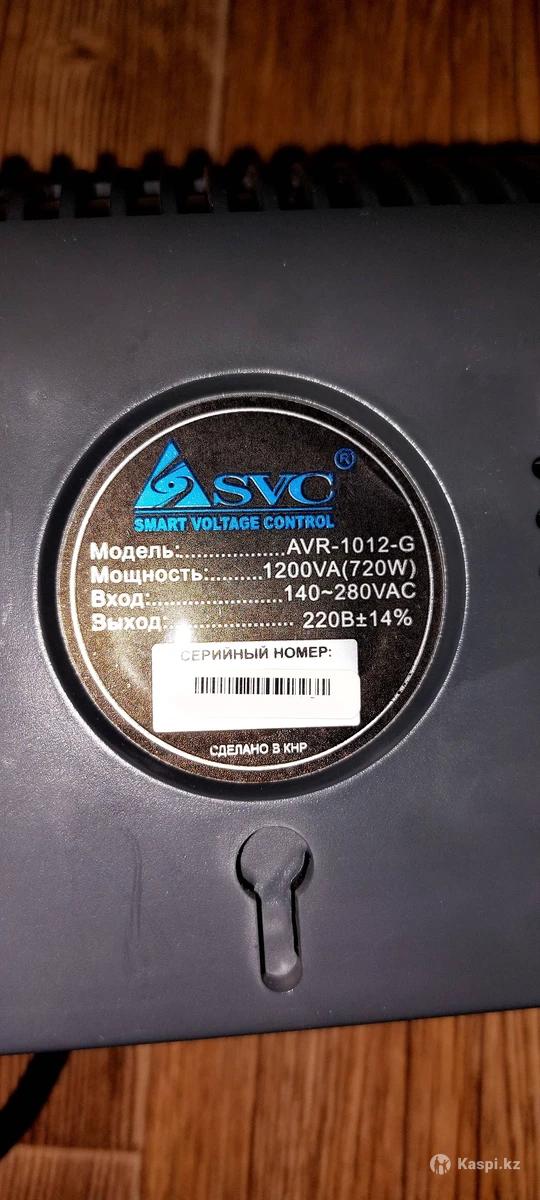 SVC®
SMART VOLTAGE CONTROL
Модель:..................AVR-1012-G
Мощность:.........1200VA(720W)
Вход:.......................140~280VAC
Выход:...................... 220В±14%
СЕРИЙНЫЙ НОМЕР:
СДЕЛАНО В КНР
Kaspi.kz